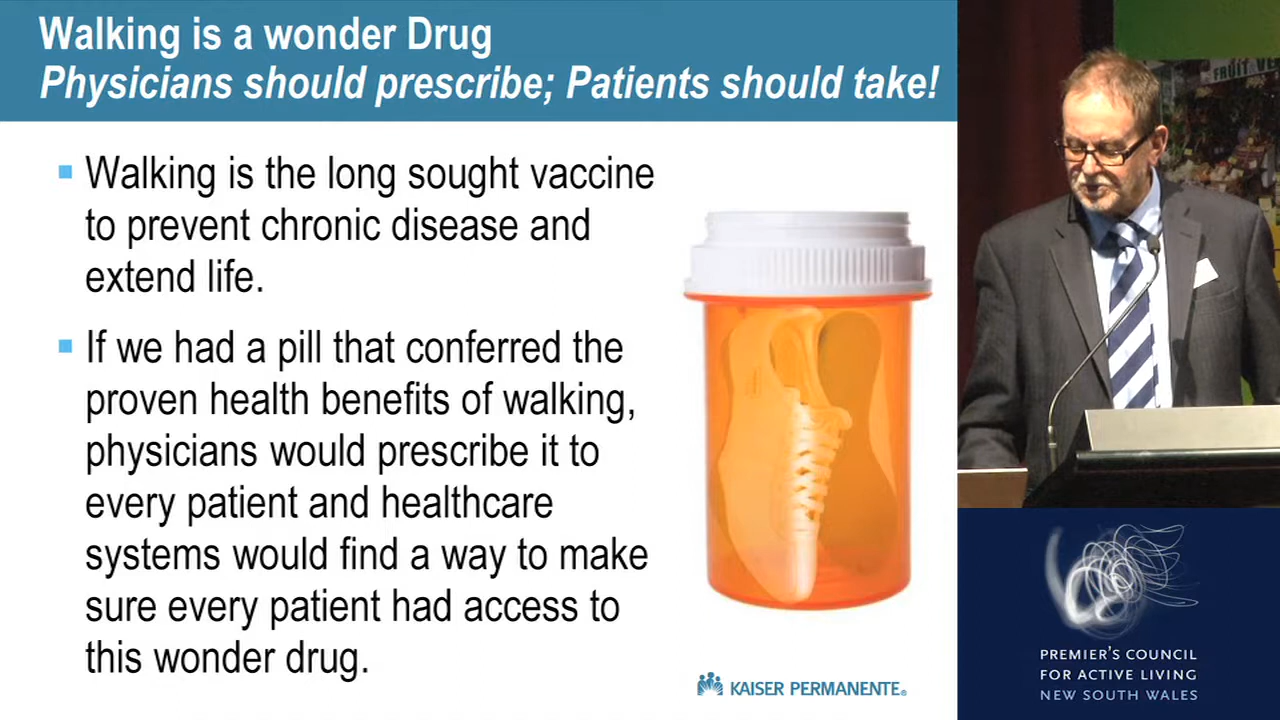 Walking is a wonder Drug
Physicians should prescribe; Patients should take!
▪ Walking is the long sought vaccine
to prevent chronic disease and
extend life.
▪ If we had a pill that conferred the
proven health benefits of walking,
physicians would prescribe it to
every patient and healthcare
systems would find a way to make
sure every patient had access to
this wonder drug.
KAISER PERMANENTE®
FRUIT
PREMIER'S COUNCIL
FOR ACTIVE LIVING
NEW SOUTH WALES